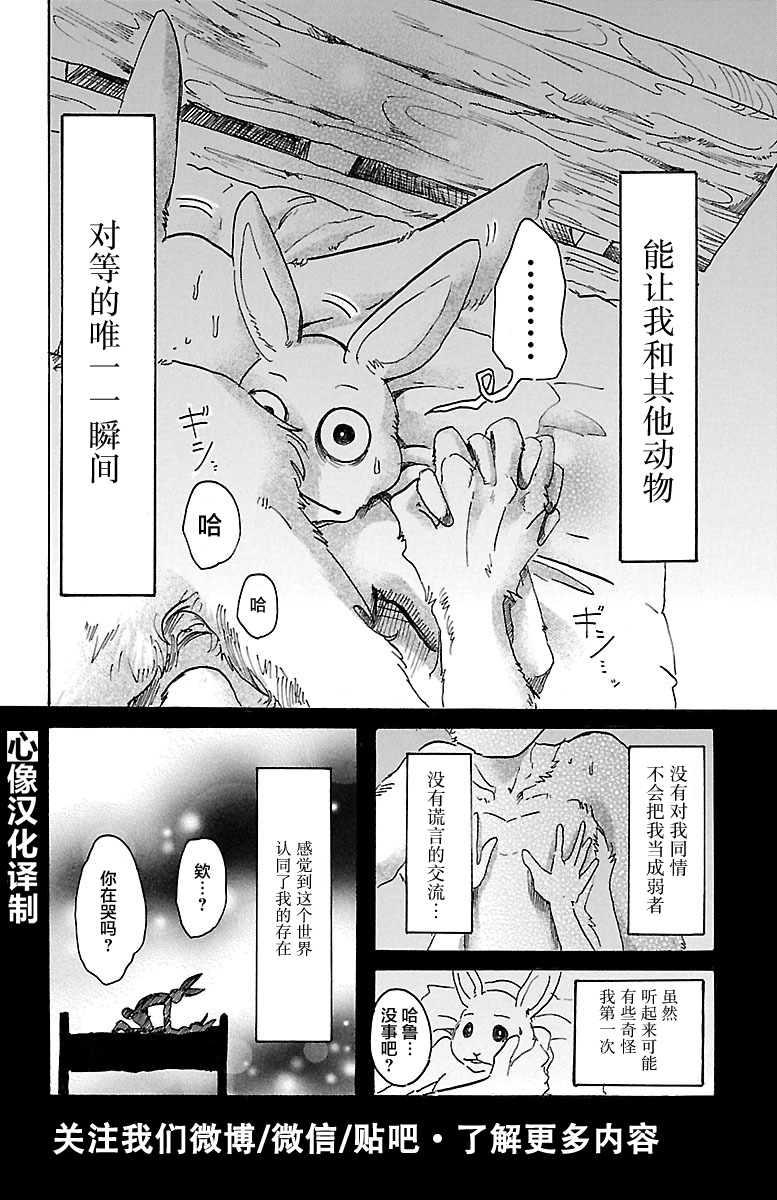 能让我和其他动物
………
对等的唯一一瞬间
ギシッ
哈
哈
ギシ
没有对我同情
不会把我当成弱者
没有谎言的交流…
虽然
听起来可能
有些奇怪
我第一次
哈鲁…
没事吧？
感觉到这个世界
认同了我的存在
欸…？
你在哭吗？
心像汉化译制
关注我们微博/微信/贴吧·了解更多内容